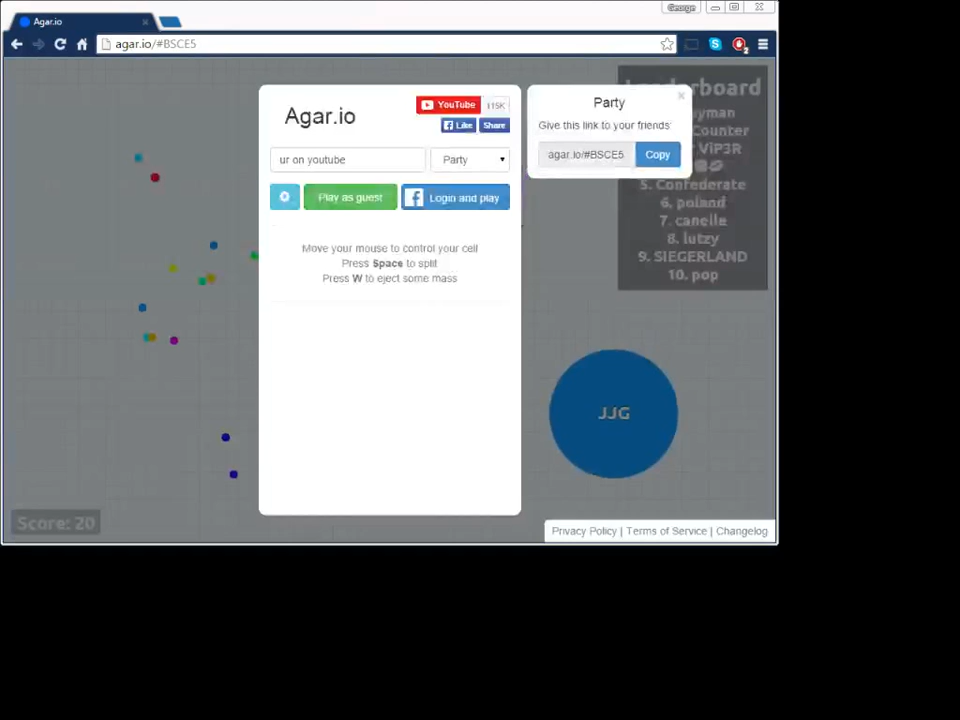 George
Agar.io
agar.io/#BSCE5
2
Agar.io
YouTube 115K
Like Share
ur on youtube Party
Play as guest
Login and play
Move your mouse to control your cell
Press Space to split
Press W to eject some mass
Party
Give this link to your friends
agar.io/#BSCE5 Copy
Counter
ViP3R
5. Confederate
6. poland
7. canelle
8. lutzy
9. SIEGERLAND
10. pop
JJG
Score: 20
Privacy Policy | Terms of Service | Changelog